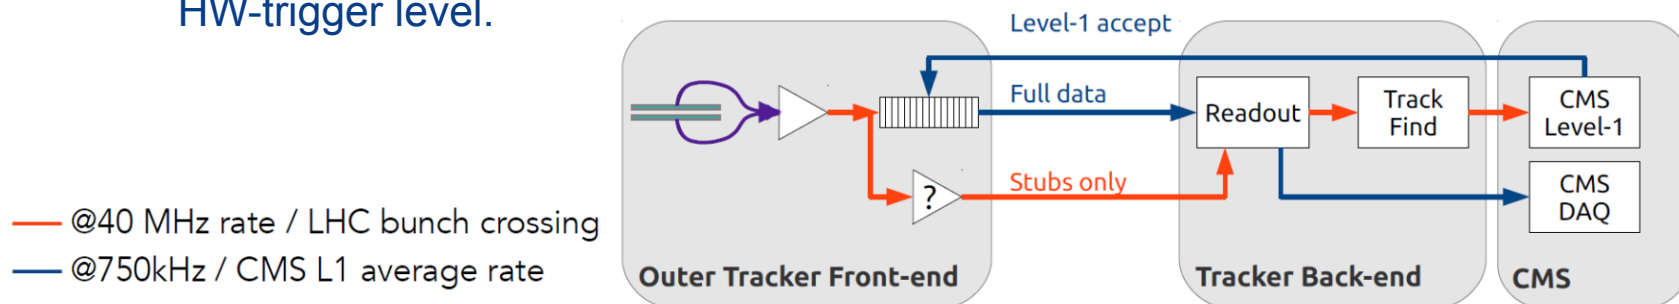 HW-trigger level.
@40 MHz rate / LHC bunch crossing
@750kHz / CMS L1 average rate
Level-1 accept
Full data
Stubs only
?
Outer Tracker Front-end
Readout
Track
Find
Tracker Back-end
CMS
Level-1
CMS
DAQ
CMS